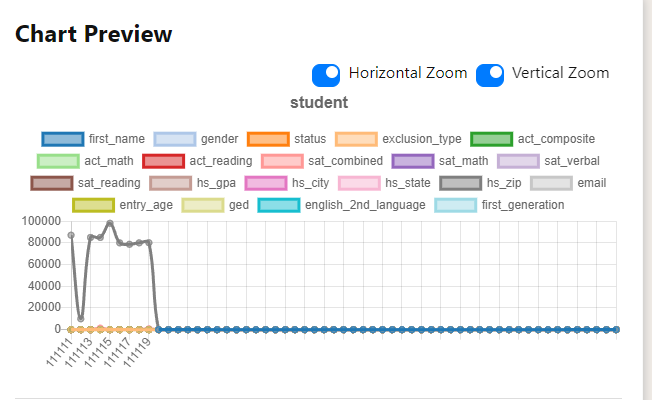 Chart Preview
Horizontal Zoom Vertical Zoom
student
first_name gender status exclusion_type act_composite
act_math act_reading sat_combined sat_math sat_verbal
sat_reading hs_gpa hs_city hs_state hs_zip email
entry_age ged english_2nd_language first_generation
100000
80000
60000
40000
20000
0
111111 111113 111115 111117 111119